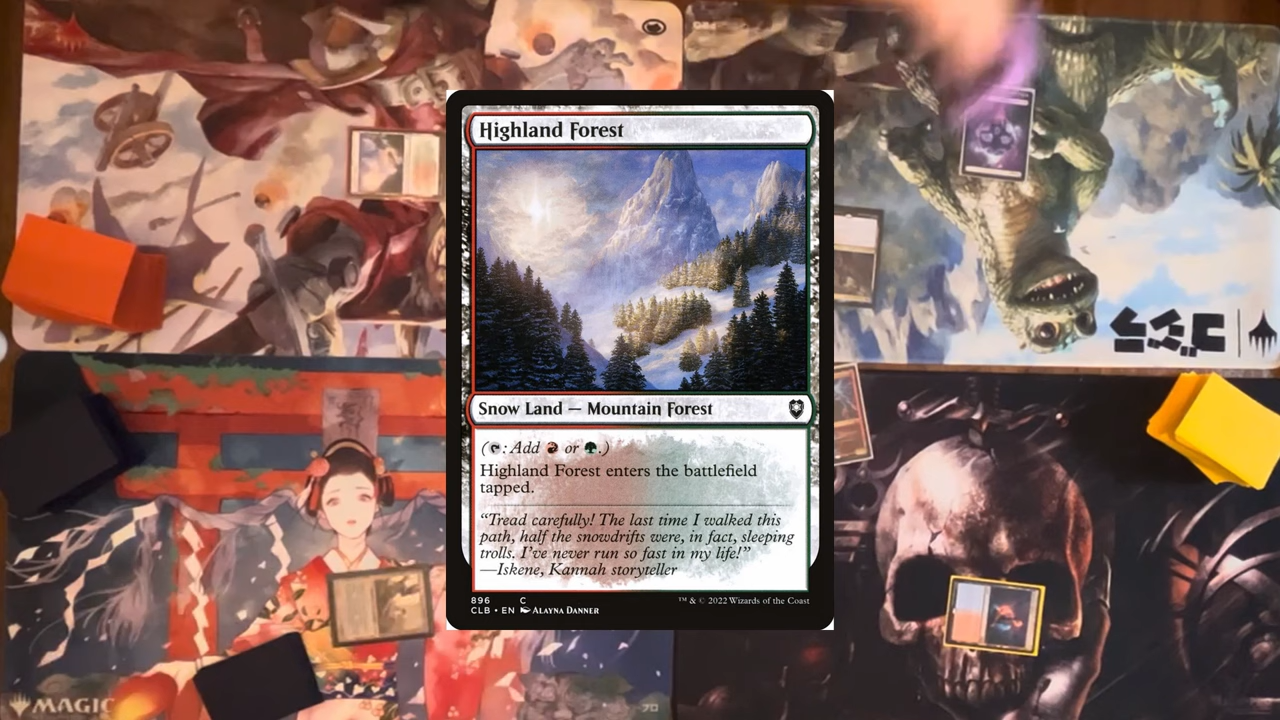 Highland Forest
Snow Land — Mountain Forest
(: Add or .)
Highland Forest enters the battlefield
tapped.
“Tread carefully! The last time I walked this
path, half the snowdrifts were, in fact, sleeping
trolls. I've never run so fast in my life!”
—Iskene, Kannah storyteller
896 C
CLB • EN ALAYNA DANNER
™ & © 2022 Wizards of the Coast
MAGIC